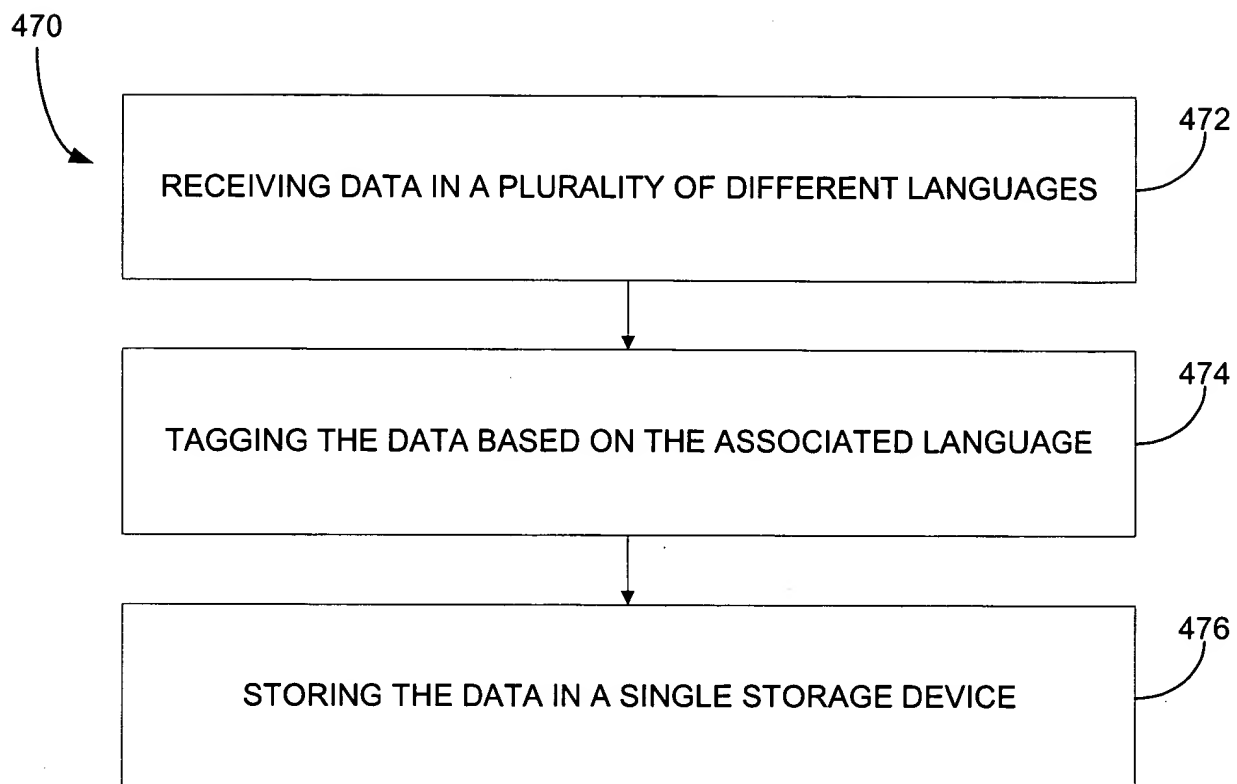 470
472
RECEIVING DATA IN A PLURALITY OF DIFFERENT LANGUAGES
474
TAGGING THE DATA BASED ON THE ASSOCIATED LANGUAGE
476
STORING THE DATA IN A SINGLE STORAGE DEVICE